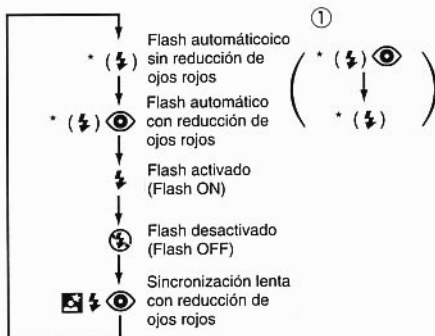 ①
* ( ) Flash automáticoico
sin reducción de
ojos rojos
* ( ) Flash automático
con reducción de
ojos rojos
Flash activado
(Flash ON)
Flash desactivado
(Flash OFF)
Sincronización lenta
con reducción de
ojos rojos
* ( )
* ( )